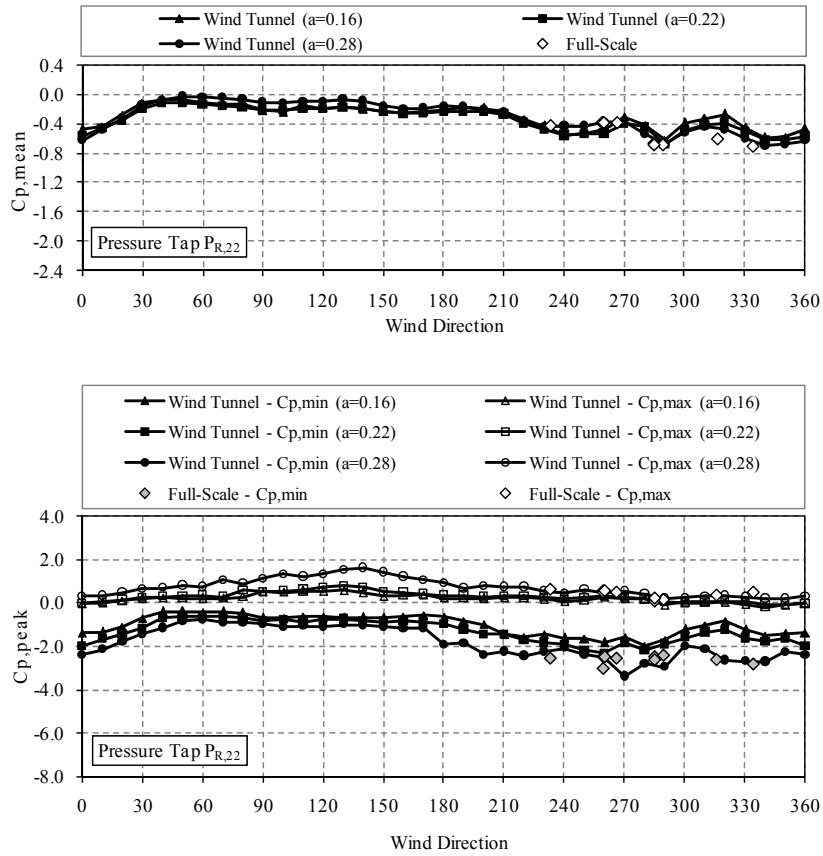 Wind Tunnel (a=0.16) Wind Tunnel (a=0.22)
Wind Tunnel (a=0.28) Full-Scale
0.4
0.0
-0.4
-0.8
-1.2
-1.6
-2.0
-2.4
Cp,mean
Pressure Tap PR,22
0 30 60 90 120 150 180 210 240 270 300 330 360
Wind Direction
Wind Tunnel - Cp,min (a=0.16) Wind Tunnel - Cp,max (a=0.16)
Wind Tunnel - Cp,min (a=0.22) Wind Tunnel - Cp,max (a=0.22)
Wind Tunnel - Cp,min (a=0.28) Wind Tunnel - Cp,max (a=0.28)
Full-Scale - Cp,min Full-Scale - Cp,max
4.0
2.0
0.0
-2.0
-4.0
-6.0
-8.0
Cp,peak
Pressure Tap PR,22
0 30 60 90 120 150 180 210 240 270 300 330 360
Wind Direction